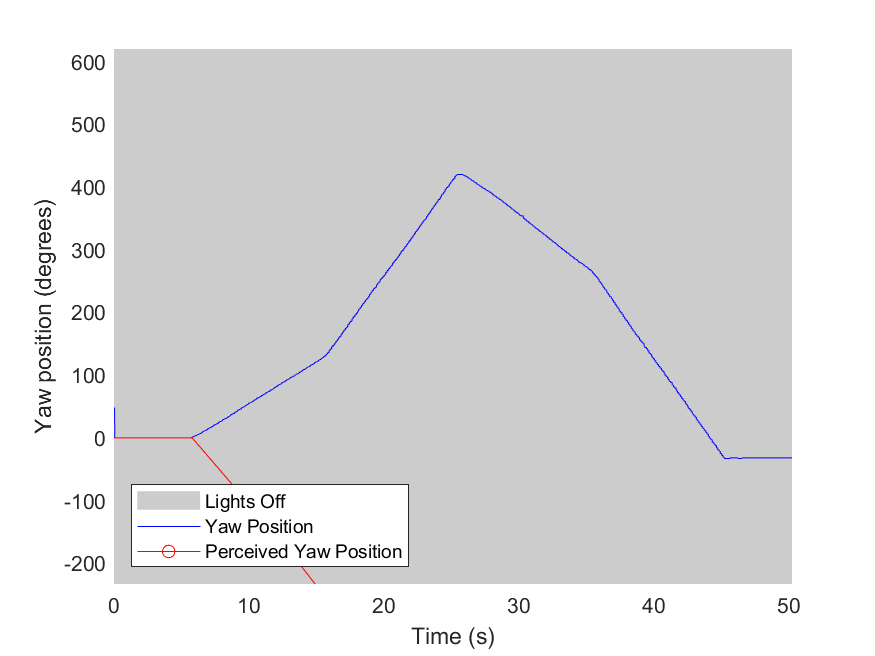 600
500
400
300
200
100
0
-100
-200
Yaw position (degrees)
Lights Off
Yaw Position
Perceived Yaw Position
0 10 20 30 40 50
Time (s)